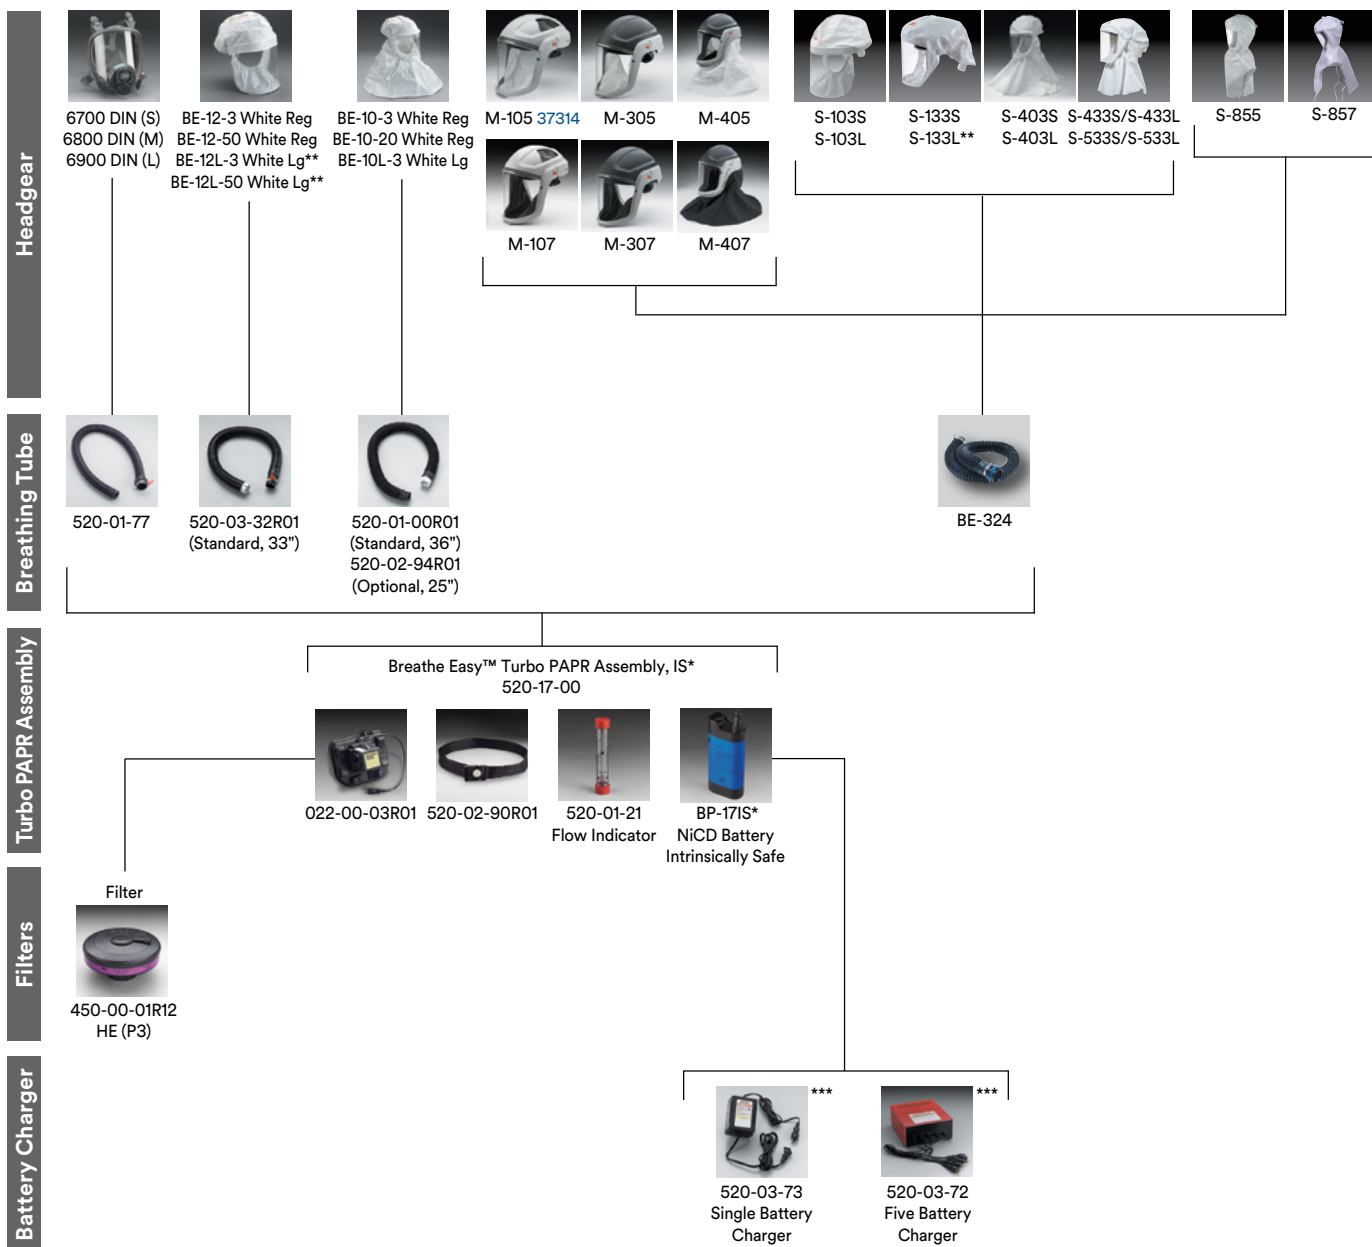 Headgear
6700 DIN (S)
6800 DIN (M)
6900 DIN (L)
BE-12-3 White Reg
BE-12-50 White Reg
BE-12L-3 White Lg**
BE-12L-50 White Lg**
BE-10-3 White Reg
BE-10-20 White Reg
BE-10L-3 White Lg
M-105 37314
M-305
M-405
M-107
M-307
M-407
S-103S
S-103L
S-133S
S-133L**
S-403S
S-403L
S-433S/S-433L
S-533S/S-533L
S-855
S-857
Breathing Tube
520-01-77
520-03-32R01
(Standard, 33")
520-01-00R01
(Standard, 36")
520-02-94R01
(Optional, 25")
BE-324
Turbo PAPR Assembly
Breathe Easy™ Turbo PAPR Assembly, IS*
520-17-00
022-00-03R01
520-02-90R01
520-01-21
Flow Indicator
BP-17IS*
NiCD Battery
Intrinsically Safe
Filters
Filter
450-00-01R12
HE (P3)
Battery Charger
***
520-03-73
Single Battery
Charger
***
520-03-72
Five Battery
Charger